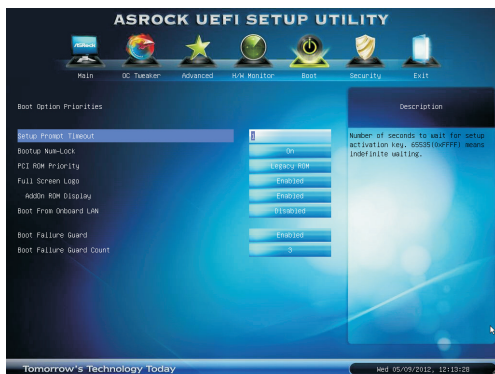 ASROCK UEFI SETUP UTILITY
ASRock
Main OC Tweaker Advanced H/W Monitor Boot Security Exit
Boot Option Priorities
Description
Setup Prompt Timeout 1
Number of seconds to wait for setup
activation key. 65535(0xFFFF) means
indefinite waiting.
Bootup Num-Lock On
PCI ROM Priority Legacy ROM
Full Screen Logo Enabled
AddOn ROM Display Enabled
Boot From Onboard LAN Disabled
Boot Failure Guard Enabled
Boot Failure Guard Count 3
Tomorrow's Technology Today
Wed 05/09/2012, 12:13:28